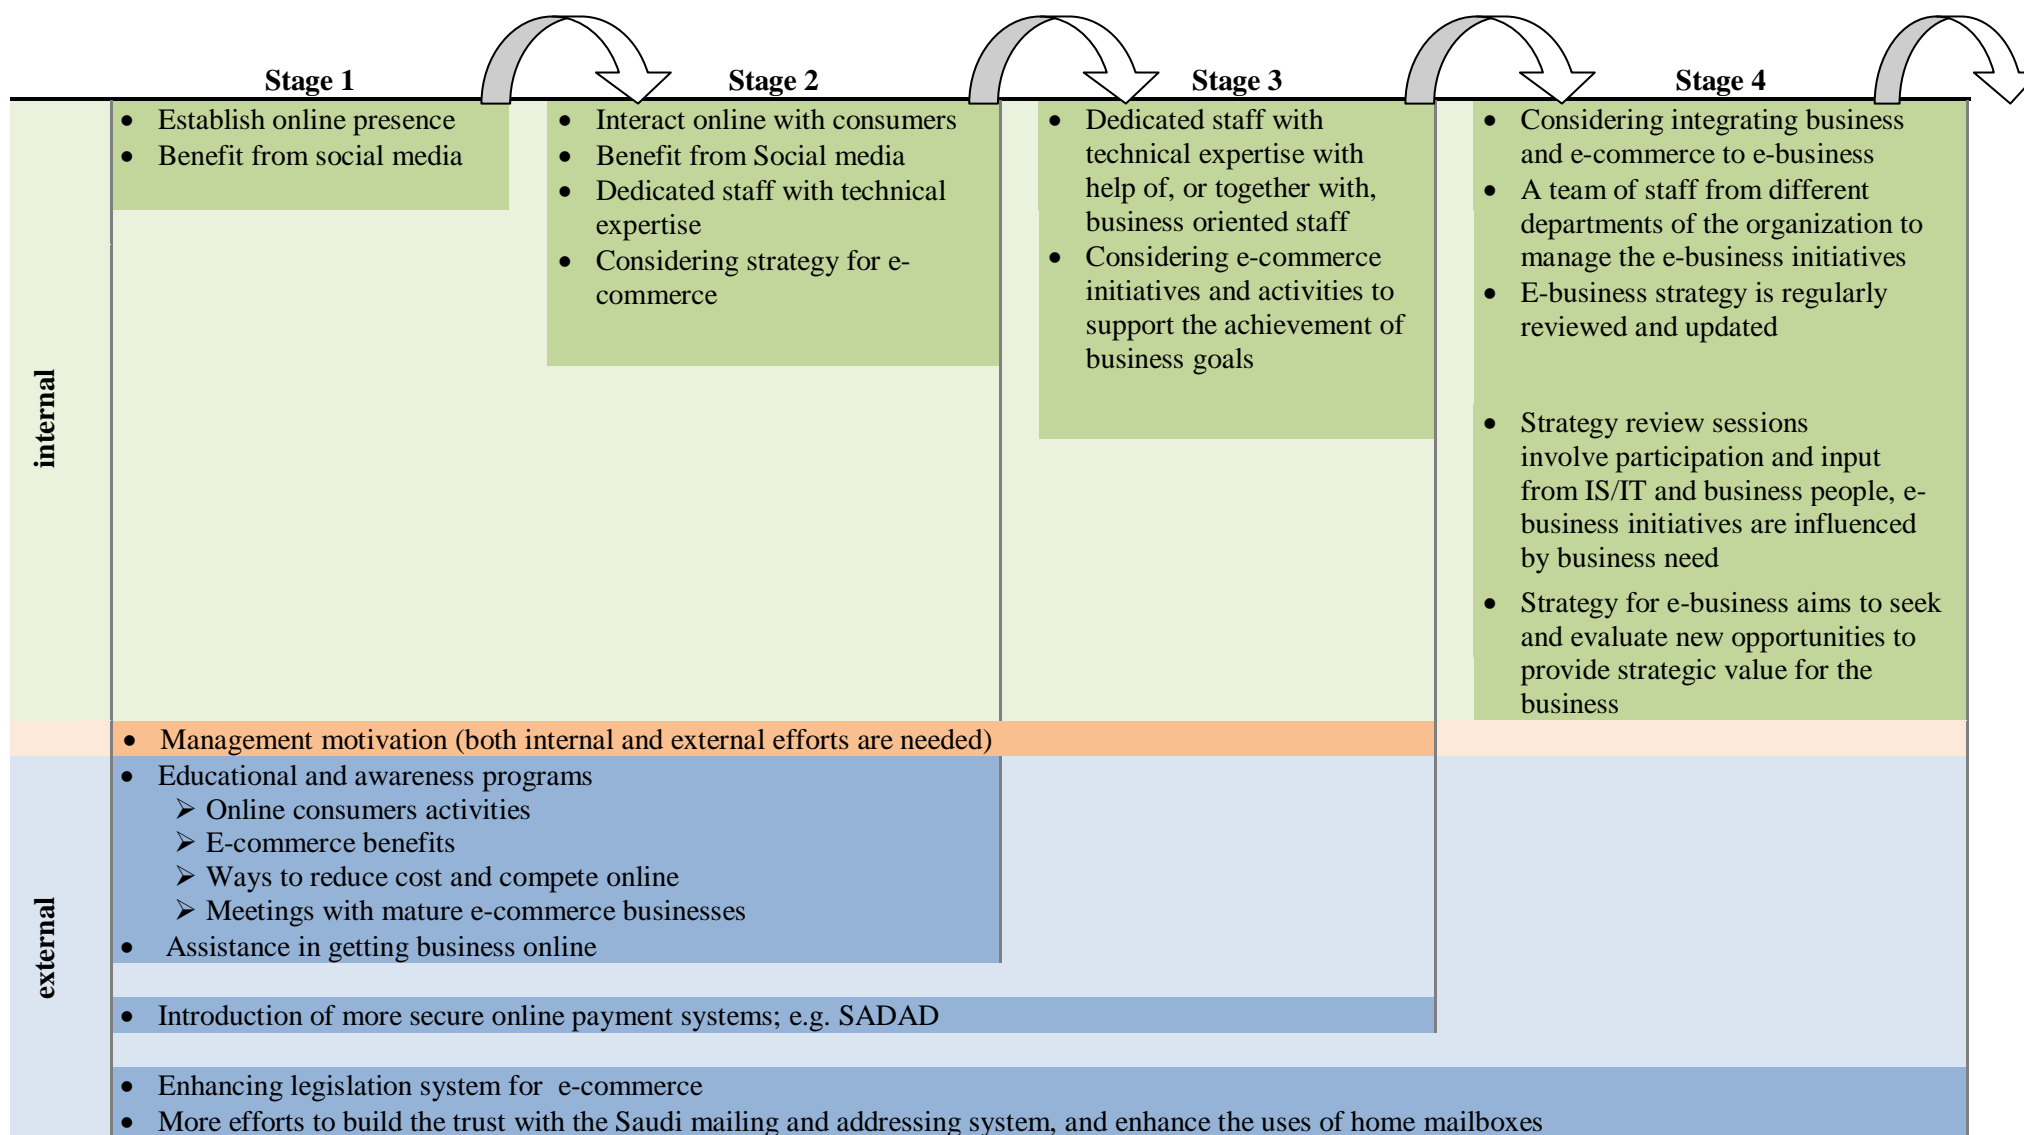 Stage 1
Stage 2
Stage 3
Stage 4
internal
• Establish online presence
• Benefit from social media
• Interact online with consumers
• Benefit from Social media
• Dedicated staff with technical
expertise
• Considering strategy for e-
commerce
• Dedicated staff with
technical expertise with
help of, or together with,
business oriented staff
• Considering e-commerce
initiatives and activities to
support the achievement of
business goals
• Considering integrating business
and e-commerce to e-business
• A team of staff from different
departments of the organization to
manage the e-business initiatives
• E-business strategy is regularly
reviewed and updated
• Strategy review sessions
involve participation and input
from IS/IT and business people, e-
business initiatives are influenced
by business need
• Strategy for e-business aims to seek
and evaluate new opportunities to
provide strategic value for the
business
• Management motivation (both internal and external efforts are needed)
external
• Educational and awareness programs
➢ Online consumers activities
➢ E-commerce benefits
➢ Ways to reduce cost and compete online
➢ Meetings with mature e-commerce businesses
• Assistance in getting business online
• Introduction of more secure online payment systems; e.g. SADAD
• Enhancing legislation system for e-commerce
• More efforts to build the trust with the Saudi mailing and addressing system, and enhance the uses of home mailboxes